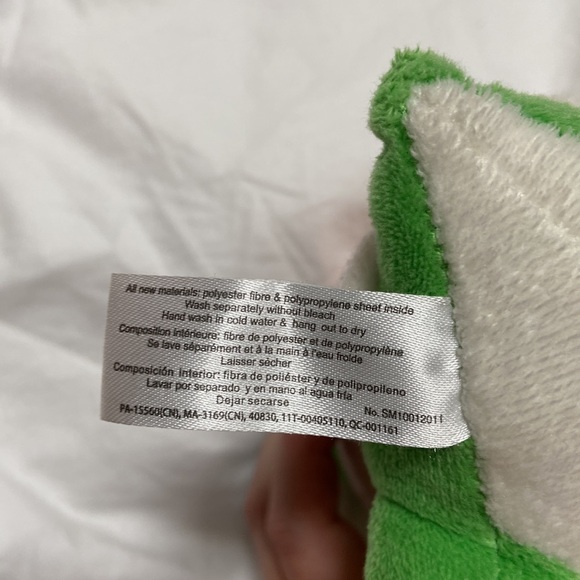 All new materials: polyester fibre & polypropylene sheet inside
Wash separately without bleach
Hand wash in cold water & hang out to dry
Composition intérieure: fibre de polyester et de polypropylène
Se lave séparément et à la main à l'eau froide
Laisser sècher
Composición interior: fibra de poliéster y de polipropileno
Lavar por separado y en mano al agua fría
Dejar secarse
No. SM10012011
PA-15560(CN), MA-3169(CN), 40830, 11T-00405110, QC-001161